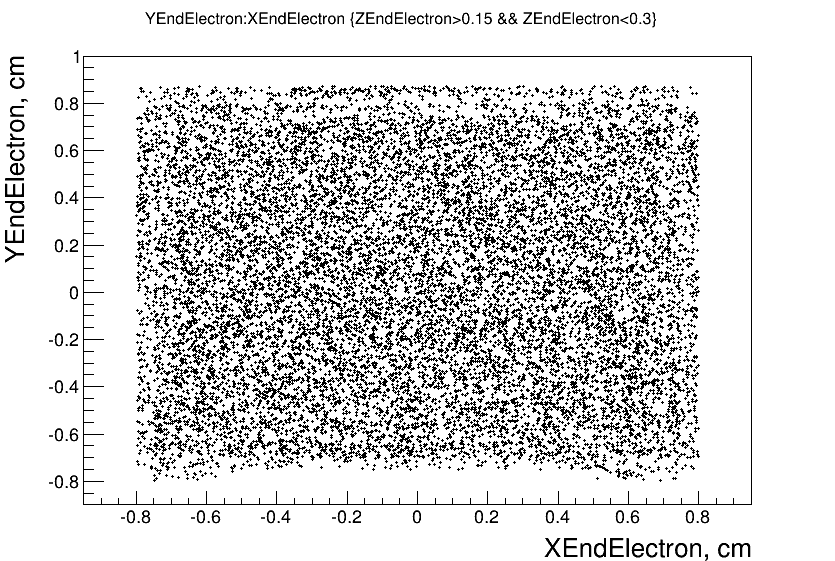 YEndElectron:XEndElectron {ZEndElectron>0.15 && ZEndElectron<0.3}
YEndElectron, cm
1
0.8
0.6
0.4
0.2
0
-0.2
-0.4
-0.6
-0.8
-0.8 -0.6 -0.4 -0.2 0 0.2 0.4 0.6 0.8
XEndElectron, cm